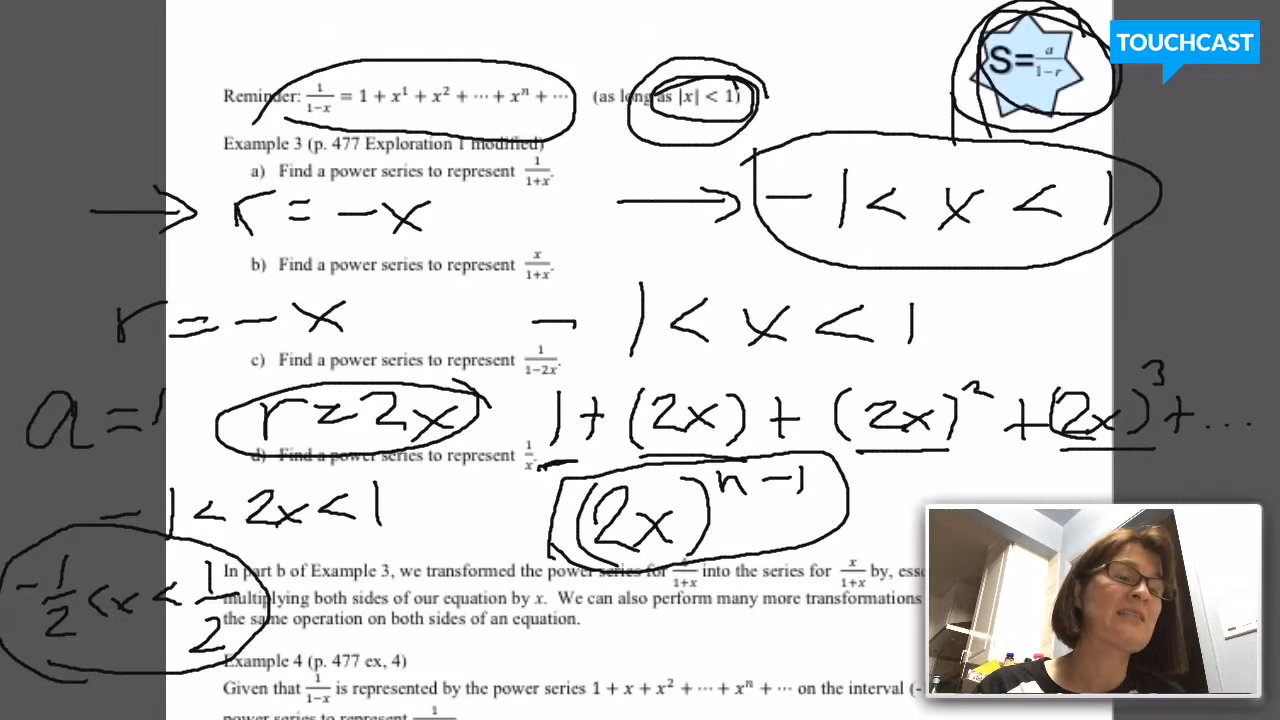 TOUCHCAST
S = a/(1−r)
Reminder: 1/(1−x) = 1 + x¹ + x² + ⋯ + xⁿ + ⋯ (as long as |x| < 1)
Example 3 (p. 477 Exploration 1 modified)
a) Find a power series to represent 1/(1+x).
→ r = −x → −1 < x < 1
b) Find a power series to represent x/(1+x).
r = −x −1 < x < 1
c) Find a power series to represent 1/(1−2x).
a = 1 r = 2x 1 + (2x) + (2x)² + (2x)³ + ...
d) Find a power series to represent 1/x.
−1 < 2x < 1 (2x)ⁿ⁻¹
In part b of Example 3, we transformed the power series for 1/(1+x) into the series for x/(1+x) by,
−1/2 < x < 1/2
multiplying both sides of our equation by x. We can also perform many more transformations
the same operation on both sides of an equation.
Example 4 (p. 477 ex, 4)
Given that 1/(1−x) is represented by the power series 1 + x + x² + ⋯ + xⁿ + ⋯ on the interval (-
power series to represent 1